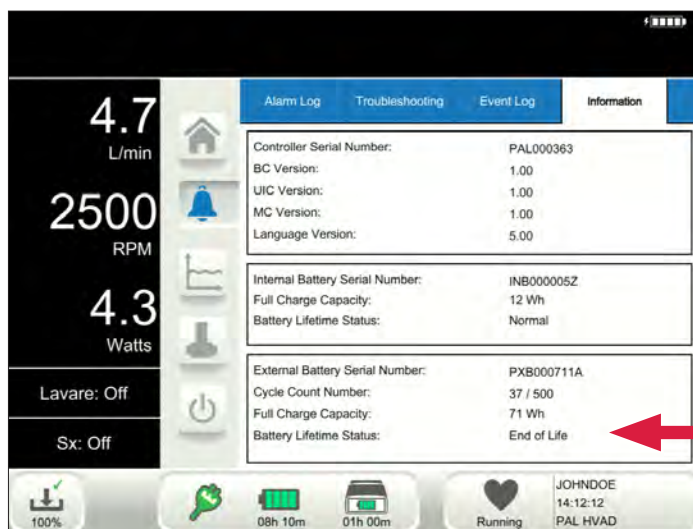 4.7
L/min
2500
RPM
4.3
Watts
Lavare: Off
Sx: Off
Alarm Log Troubleshooting Event Log Information
Controller Serial Number: PAL000363
BC Version: 1.00
UIC Version: 1.00
MC Version: 1.00
Language Version: 5.00
Internal Battery Serial Number: INB000005Z
Full Charge Capacity: 12 Wh
Battery Lifetime Status: Normal
External Battery Serial Number: PXB000711A
Cycle Count Number: 37 / 500
Full Charge Capacity: 71 Wh
Battery Lifetime Status: End of Life
100%
08h 10m
01h 00m
Running
JOHNDOE
14:12:12
PAL HVAD